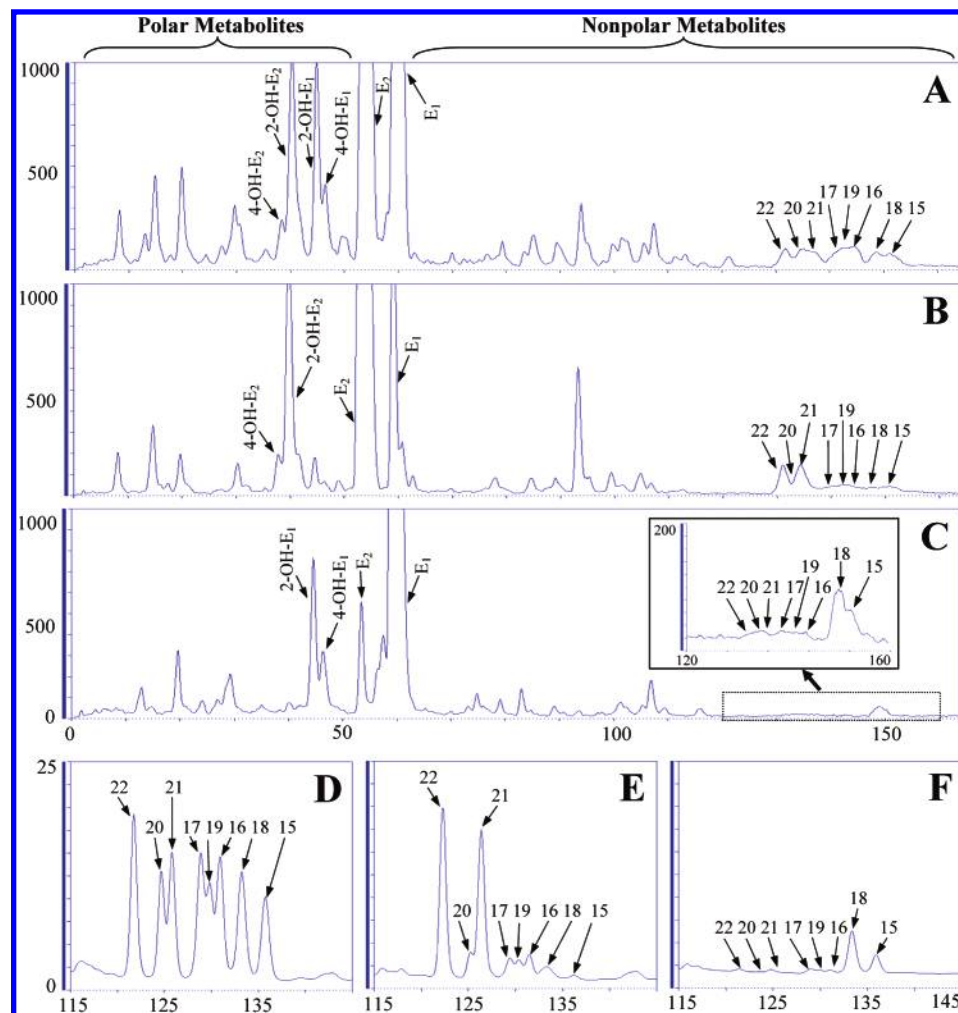 Polar Metabolites Nonpolar Metabolites
1000
A
500
4-OH-E₂
2-OH-E₂
2-OH-E₁
4-OH-E₁
E₂
E₁
22 20 21 17 19 16 18 15
1000
B
500
4-OH-E₂
2-OH-E₂
E₂
E₁
22 20 21 17 19 16 18 15
1000
C
500
0
2-OH-E₁
4-OH-E₁
E₂
E₁
200
22 20 21 17 19 16 18 15
120 160
0 50 100 150
25
0
D
22 20 21 17 19 16 18 15
115 125 135
E
22 20 21 17 19 16 18 15
115 125 135
F
22 20 21 17 19 16 18 15
115 125 135 145